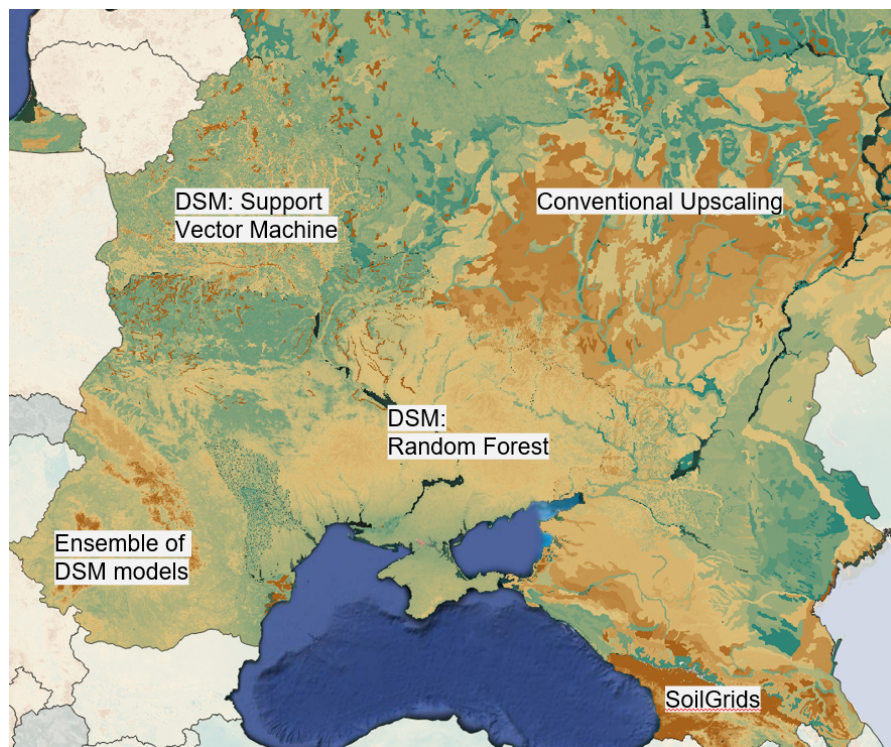 DSM: Support
Vector Machine
Conventional Upscaling
DSM:
Random Forest
Ensemble of
DSM models
SoilGrids